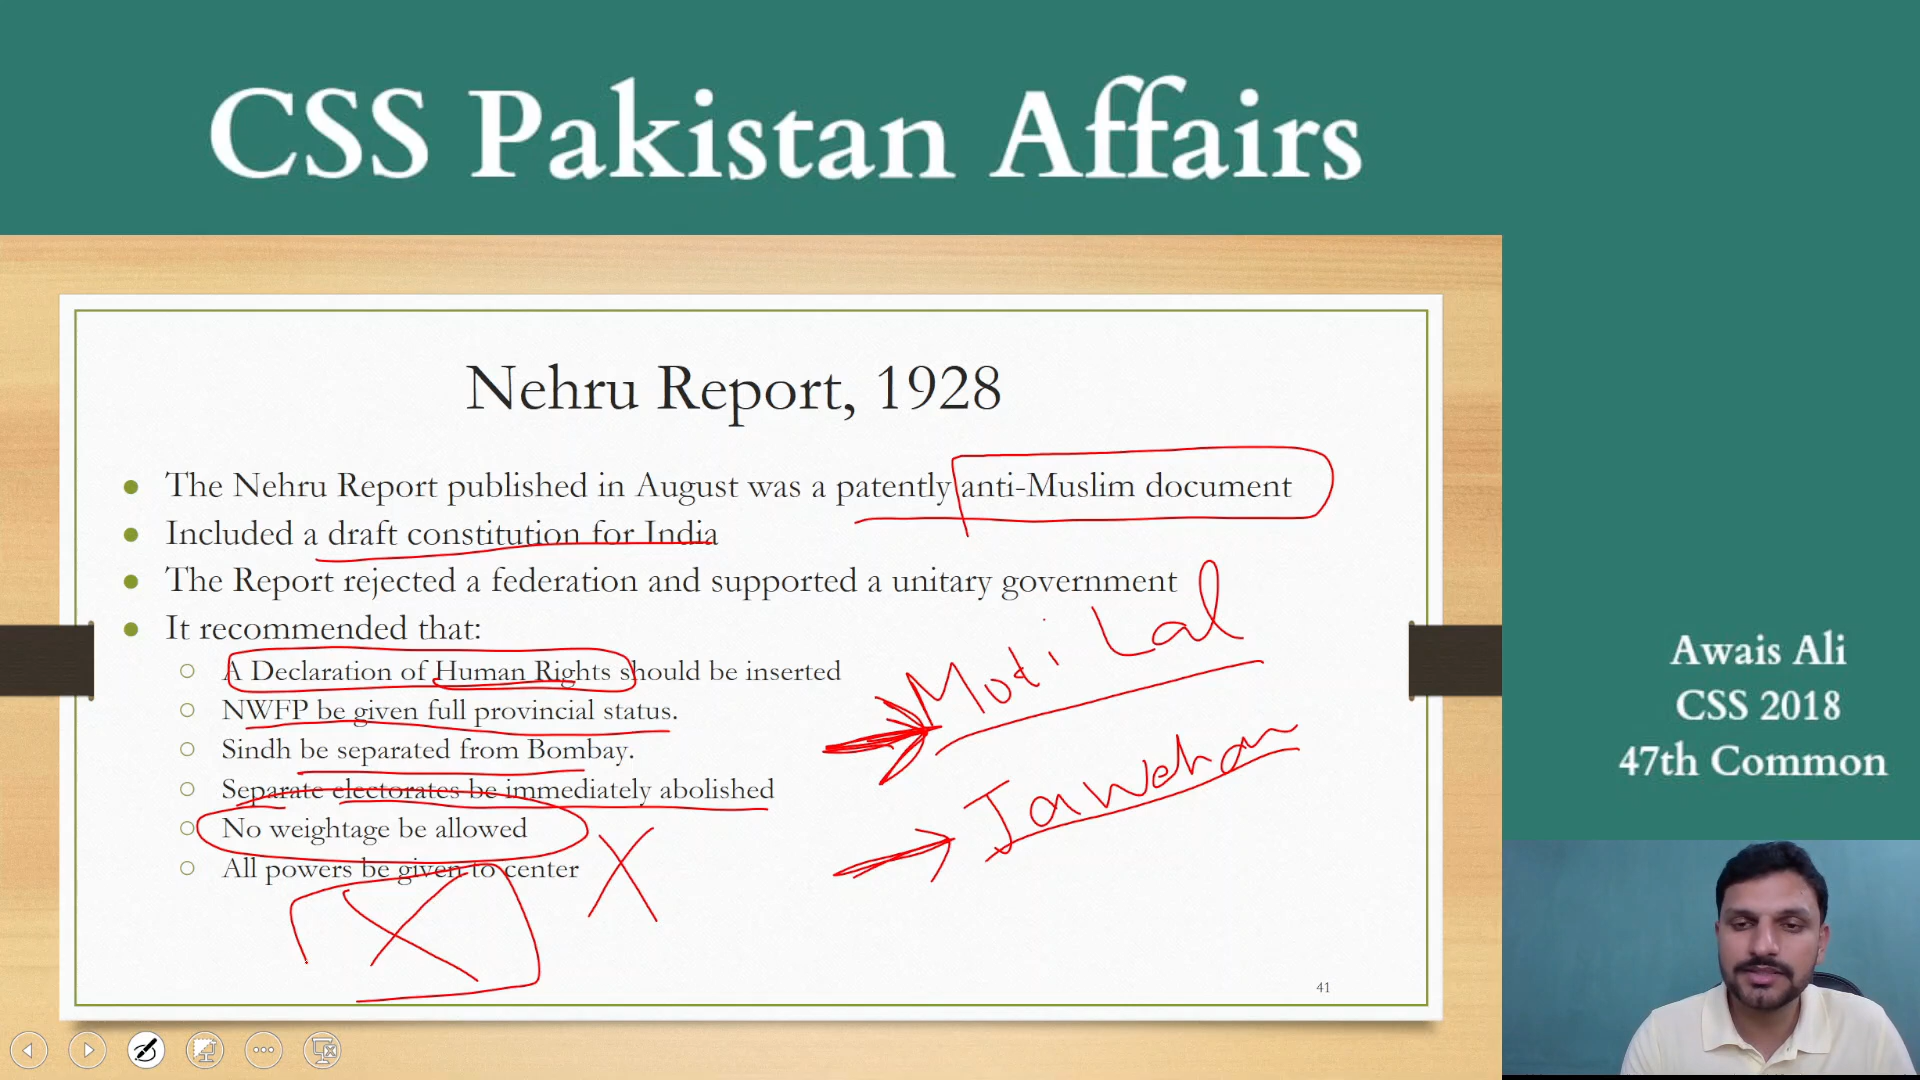 CSS Pakistan Affairs
Nehru Report, 1928
The Nehru Report published in August was a patently anti-Muslim document
Included a draft constitution for India
The Report rejected a federation and supported a unitary government
It recommended that:
A Declaration of Human Rights should be inserted
NWFP be given full provincial status.
Sindh be separated from Bombay.
Separate electorates be immediately abolished
No weightage be allowed
All powers be given to center
Moti Lal
41
Awais Ali
CSS 2018
47th Common